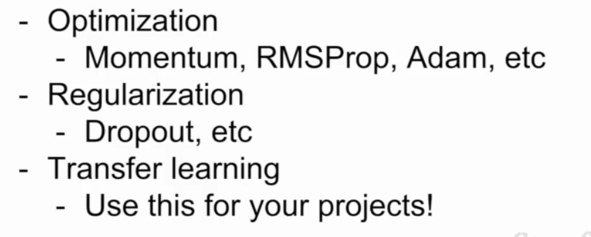 - Optimization
- Momentum, RMSProp, Adam, etc
- Regularization
- Dropout, etc
- Transfer learning
- Use this for your projects!